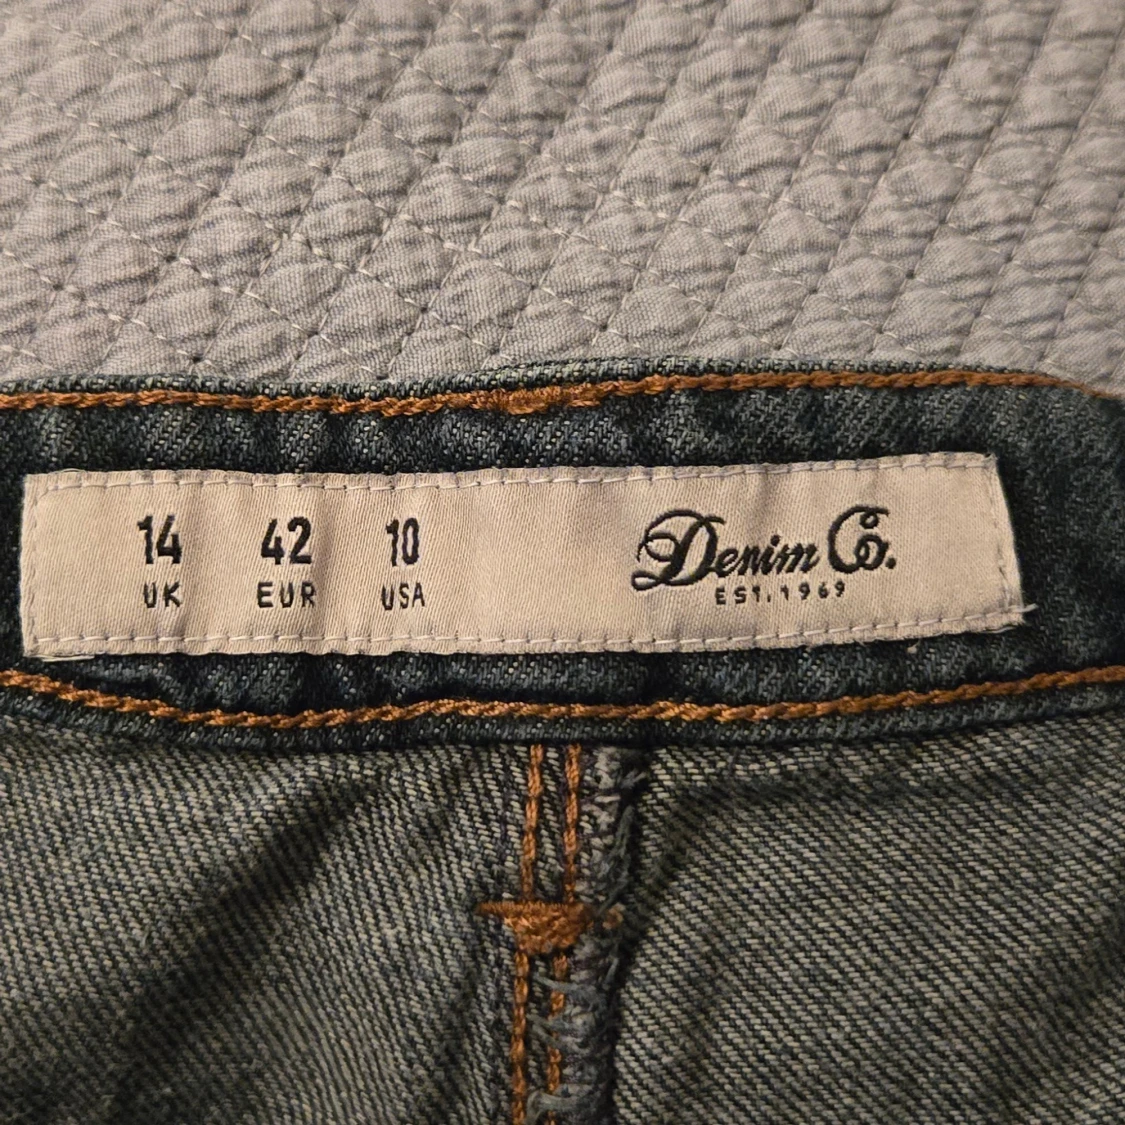 14 42 10 Denim Co.
UK EUR USA EST. 1969